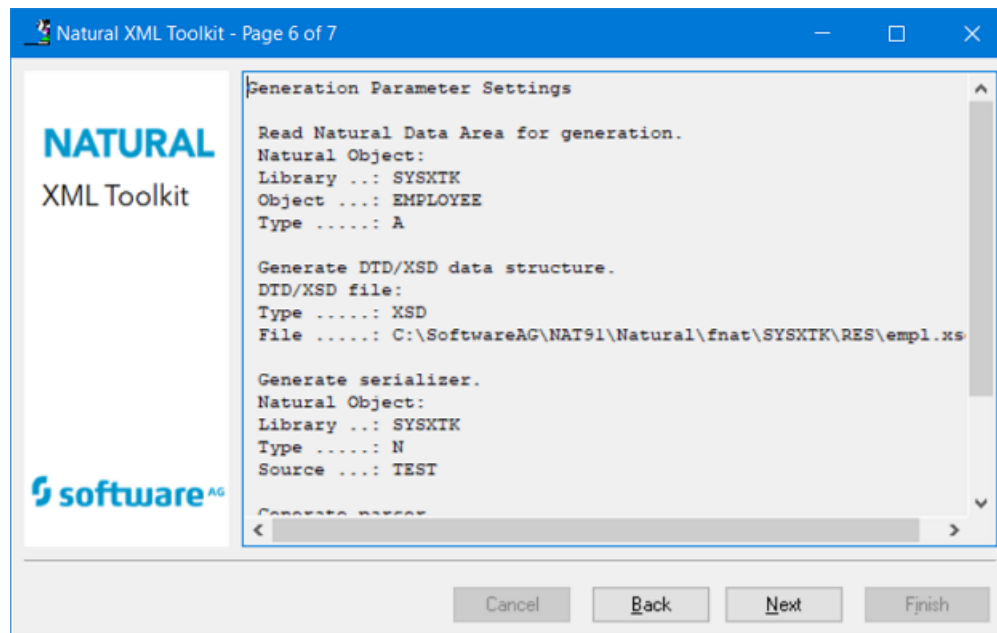 Natural XML Toolkit - Page 6 of 7
NATURAL
XML Toolkit
software AG
Generation Parameter Settings
Read Natural Data Area for generation.
Natural Object:
Library ..: SYSXTK
Object ...: EMPLOYEE
Type .....: A
Generate DTD/XSD data structure.
DTD/XSD file:
Type .....: XSD
File .....: C:\SoftwareAG\NAT91\Natural\fnat\SYSXTK\RES\empl.xs
Generate serializer.
Natural Object:
Library ..: SYSXTK
Type .....: N
Source ...: TEST
Generate parser
Cancel
Back
Next
Finish